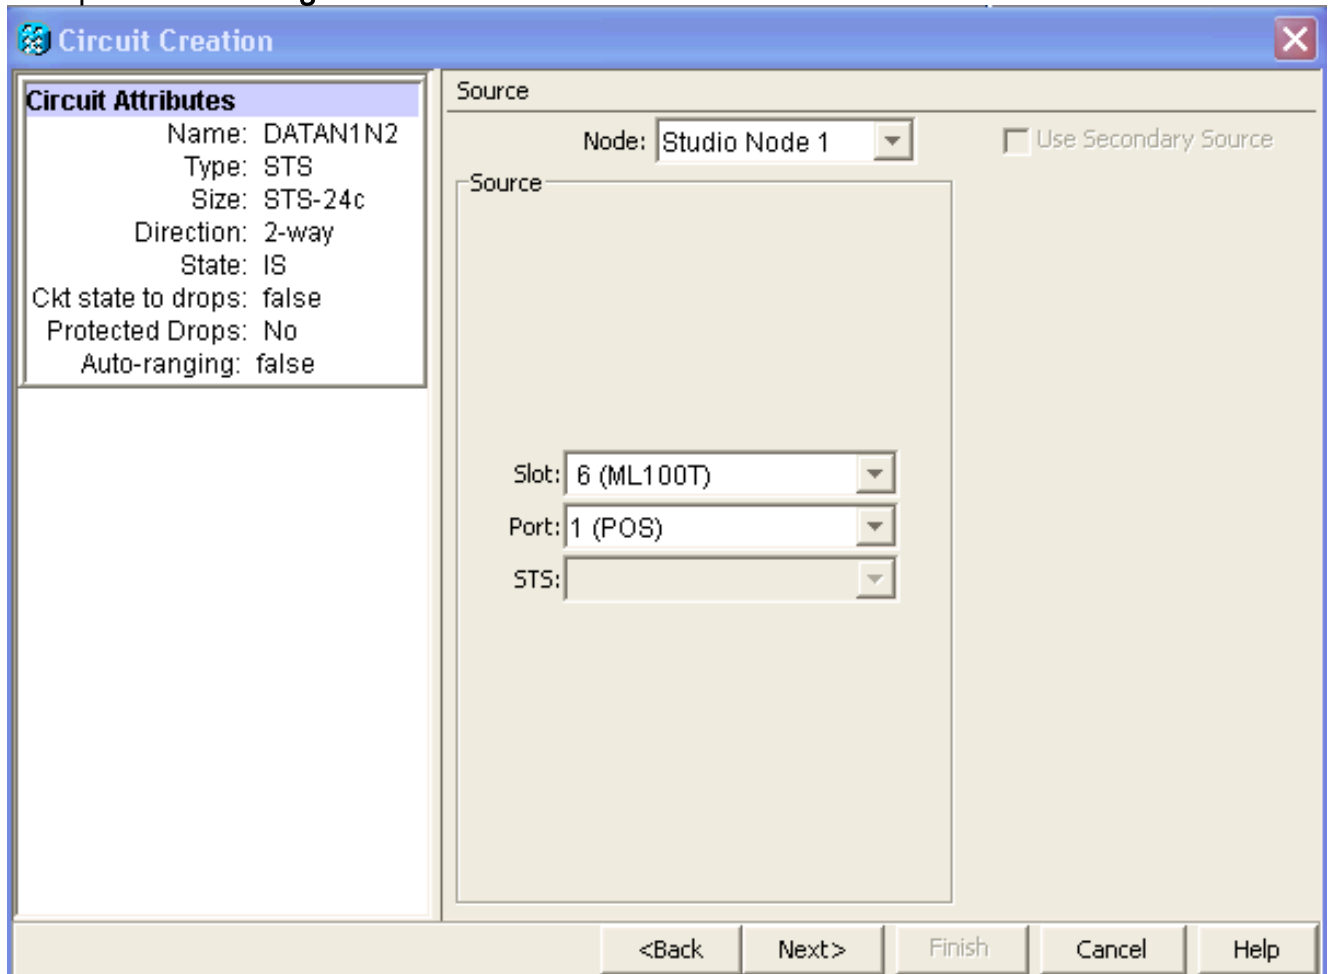 Circuit Creation
Circuit Attributes
Name: DATAN1N2
Type: STS
Size: STS-24c
Direction: 2-way
State: IS
Ckt state to drops: false
Protected Drops: No
Auto-ranging: false
Source
Node: Studio Node 1
Use Secondary Source
Source
Slot: 6 (ML100T)
Port: 1 (POS)
STS:
<Back
Next>
Finish
Cancel
Help